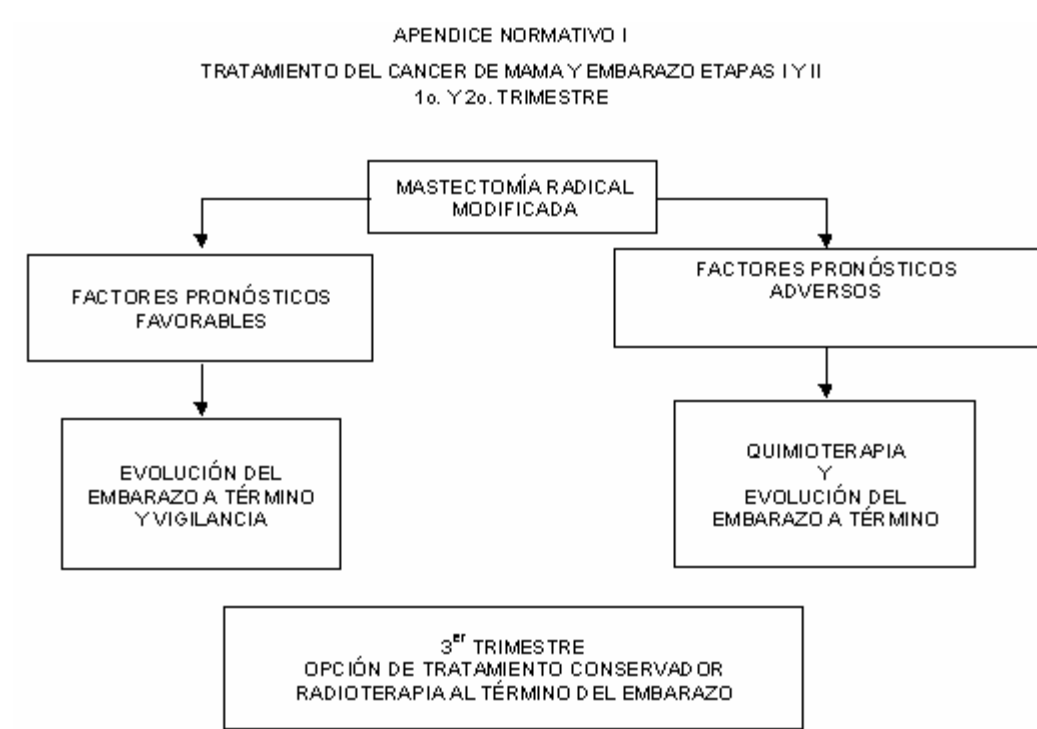 APENDICE NORMATIVO I
TRATAMIENTO DEL CANCER DE MAMA Y EMBARAZO ETAPAS I Y II
1o. Y 2o. TRIMESTRE
MASTECTOMÍA RADICAL
MODIFICADA
FACTORES PRONÓSTICOS
FAVORABLES
FACTORES PRONÓSTICOS
ADVERSOS
EVOLUCIÓN DEL
EMBARAZO A TÉRMINO
Y VIGILANCIA
QUIMIOTERAPIA
Y
EVOLUCIÓN DEL
EMBARAZO A TÉRMINO
3er TRIMESTRE
OPCIÓN DE TRATAMIENTO CONSERVADOR
RADIOTERAPIA AL TÉRMINO DEL EMBARAZO